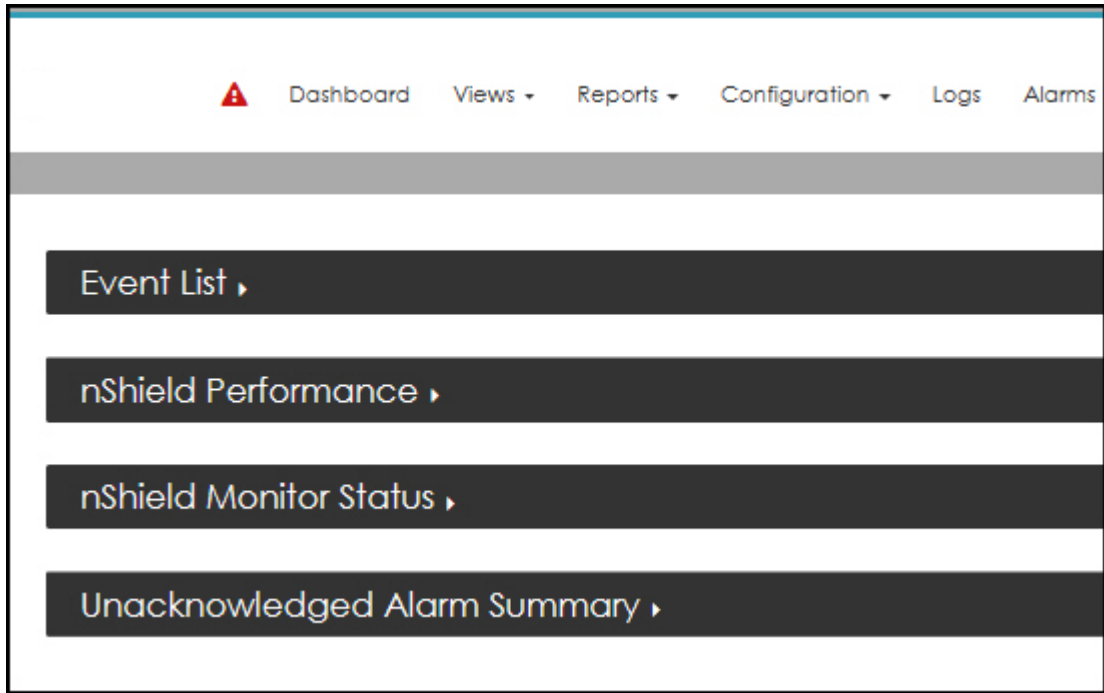 Dashboard Views Reports Configuration Logs Alarms
Event List
nShield Performance
nShield Monitor Status
Unacknowledged Alarm Summary